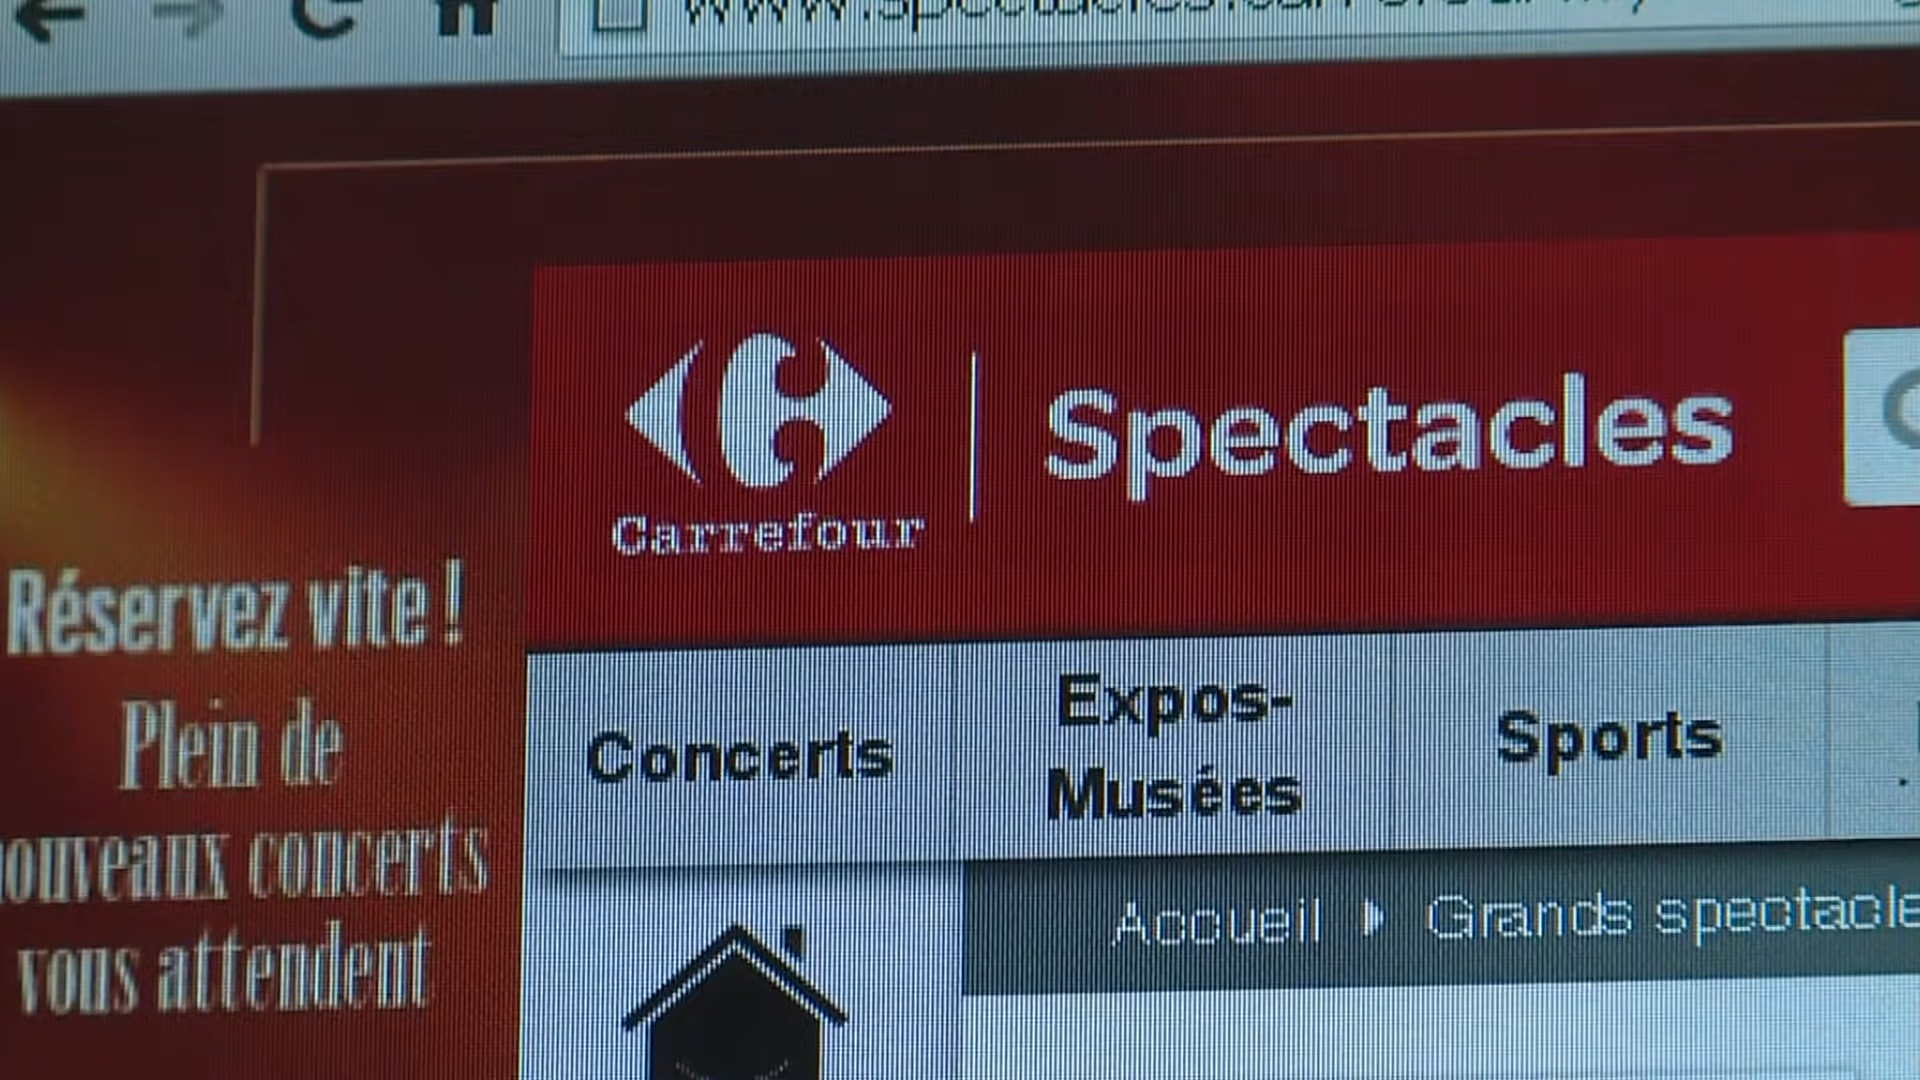 Carrefour
Spectacles
Réservez vite !
Plein de
nouveaux concerts
vous attendent
Concerts
Expos-
Musées
Sports
Accueil
Grands spectacle